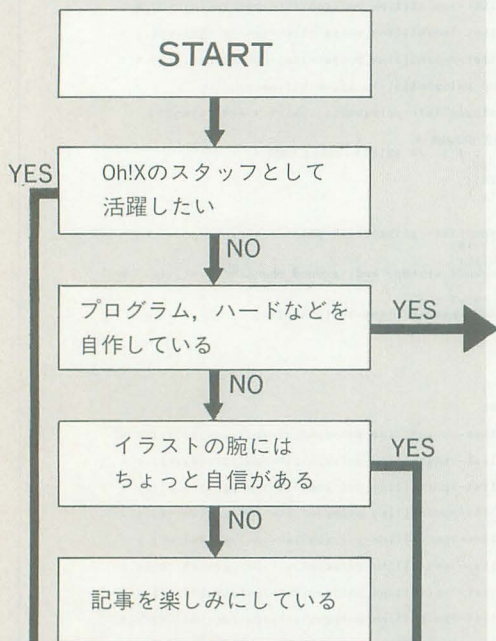 START
YES
Oh!Xのスタッフとして
活躍したい
NO
プログラム，ハードなどを
自作している
YES
NO
イラストの腕には
ちょっと自信がある
YES
NO
記事を楽しみにしている